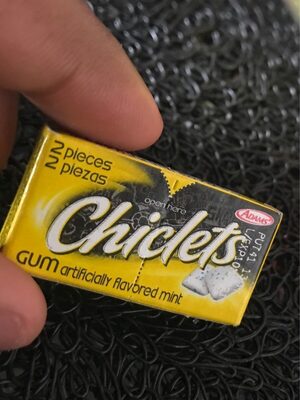 2 pieces
2 piezas
open here
ADAMS
Chiclets
GUM artificially flavored mint